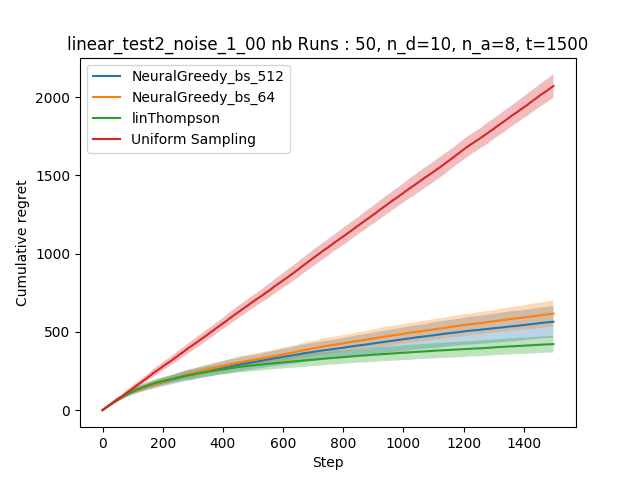 linear_test2_noise_1_00 nb Runs : 50, n_d=10, n_a=8, t=1500
NeuralGreedy_bs_512
NeuralGreedy_bs_64
linThompson
Uniform Sampling
Cumulative regret
2000
1500
1000
500
0
0 200 400 600 800 1000 1200 1400
Step